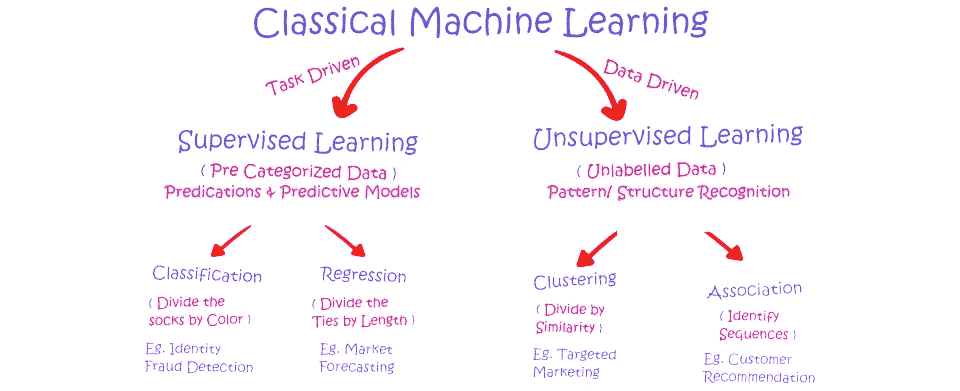 Classical Machine Learning
Task Driven
Data Driven
Supervised Learning
( Pre Categorized Data )
Predications & Predictive Models
Unsupervised Learning
( Unlabelled Data )
Pattern/ Structure Recognition
Classification
( Divide the
socks by Color )
Eg. Identity
Fraud Detection
Regression
( Divide the
Ties by Length )
Eg. Market
Forecasting
Clustering
( Divide by
Similarity )
Eg. Targeted
Marketing
Association
( Identify
Sequences )
Eg. Customer
Recommendation